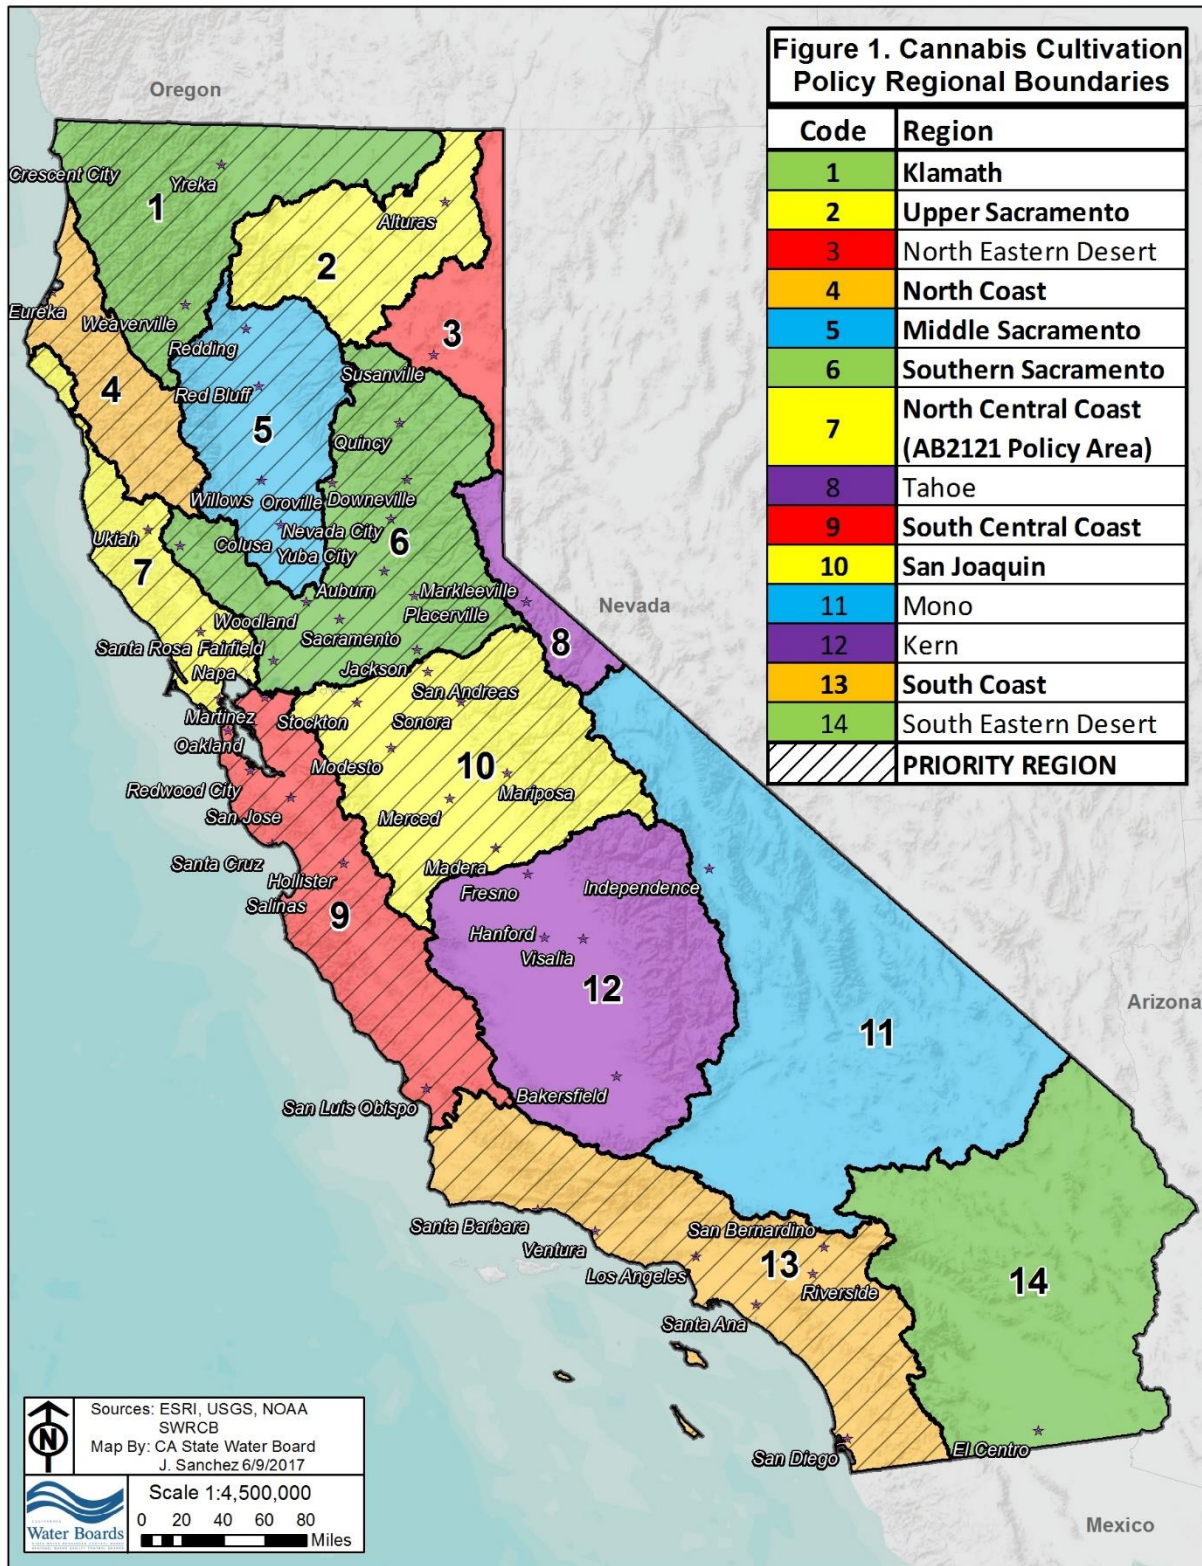 Figure 1. Cannabis Cultivation
Policy Regional Boundaries
Code Region
1 Klamath
2 Upper Sacramento
3 North Eastern Desert
4 North Coast
5 Middle Sacramento
6 Southern Sacramento
7 North Central Coast
(AB2121 Policy Area)
8 Tahoe
9 South Central Coast
10 San Joaquin
11 Mono
12 Kern
13 South Coast
14 South Eastern Desert
PRIORITY REGION
Oregon
Crescent City
Yreka
1
Alturas
2
Eureka
Weaverville
Redding
3
Susanville
4
Red Bluff
5
Quincy
Willows
Oroville
Downeville
Nevada City
Ukiah
Colusa
Yuba City
6
7
Auburn
Markleeville
Placerville
Nevada
Woodland
Sacramento
8
Santa Rosa
Fairfield
Jackson
Napa
San Andreas
Martinez
Stockton
Sonora
Oakland
Modesto
10
Redwood City
Mariposa
San Jose
Merced
Santa Cruz
Madera
Hollister
Fresno
Independence
Salinas
9
Hanford
Visalia
12
Arizona
11
Bakersfield
San Luis Obispo
Santa Barbara
San Bernardino
Ventura
Los Angeles
13
Riverside
14
Santa Ana
San Diego
El Centro
Mexico
N
Sources: ESRI, USGS, NOAA
SWRCB
Map By: CA State Water Board
J. Sanchez 6/9/2017
Scale 1:4,500,000
0 20 40 60 80
Miles
CALIFORNIA
Water Boards